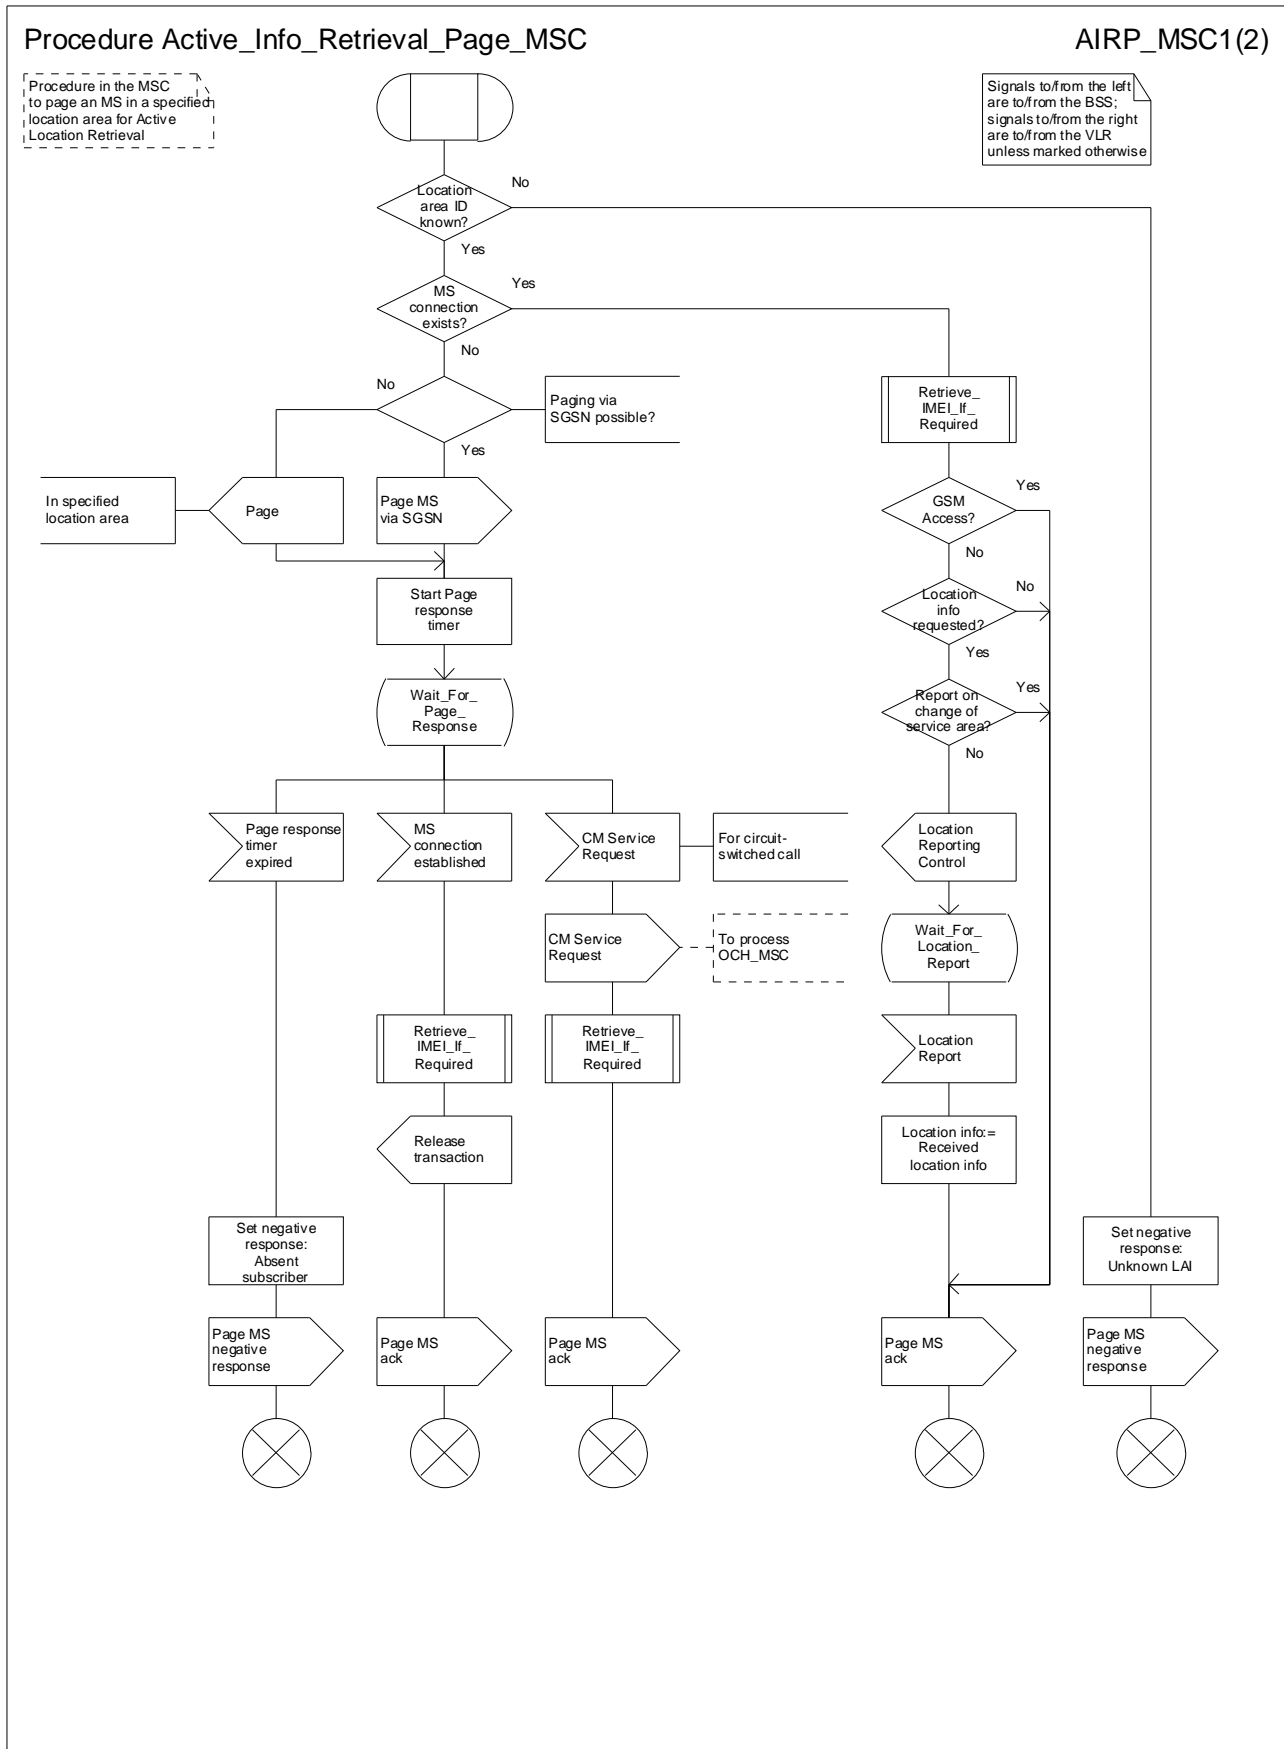 Procedure Active_Info_Retrieval_Page_MSC
AIRP_MSC1(2)
Procedure in the MSC
to page an MS in a specified
location area for Active
Location Retrieval
Signals to/from the left
are to/from the BSS;
signals to/from the right
are to/from the VLR
unless marked otherwise
Location
area ID
known?
No
Yes
MS
connection
exists?
Yes
No
No
Yes
Paging via
SGSN possible?
Retrieve_
IMEI_If_
Required
In specified
location area
Page
Page MS
via SGSN
GSM
Access?
Yes
No
Start Page
response
timer
Location
info
requested?
No
Yes
Wait_For_
Page_
Response
Report on
change of
service area?
Yes
No
Page response
timer
expired
MS
connection
established
CM Service
Request
For circuit-
switched call
Location
Reporting
Control
CM Service
Request
To process
OCH_MSC
Wait_For_
Location_
Report
Retrieve_
IMEI_If_
Required
Retrieve_
IMEI_If_
Required
Location
Report
Release
transaction
Location info:=
Received
location info
Set negative
response:
Absent
subscriber
Set negative
response:
Unknown LAI
Page MS
negative
response
Page MS
ack
Page MS
ack
Page MS
ack
Page MS
negative
response